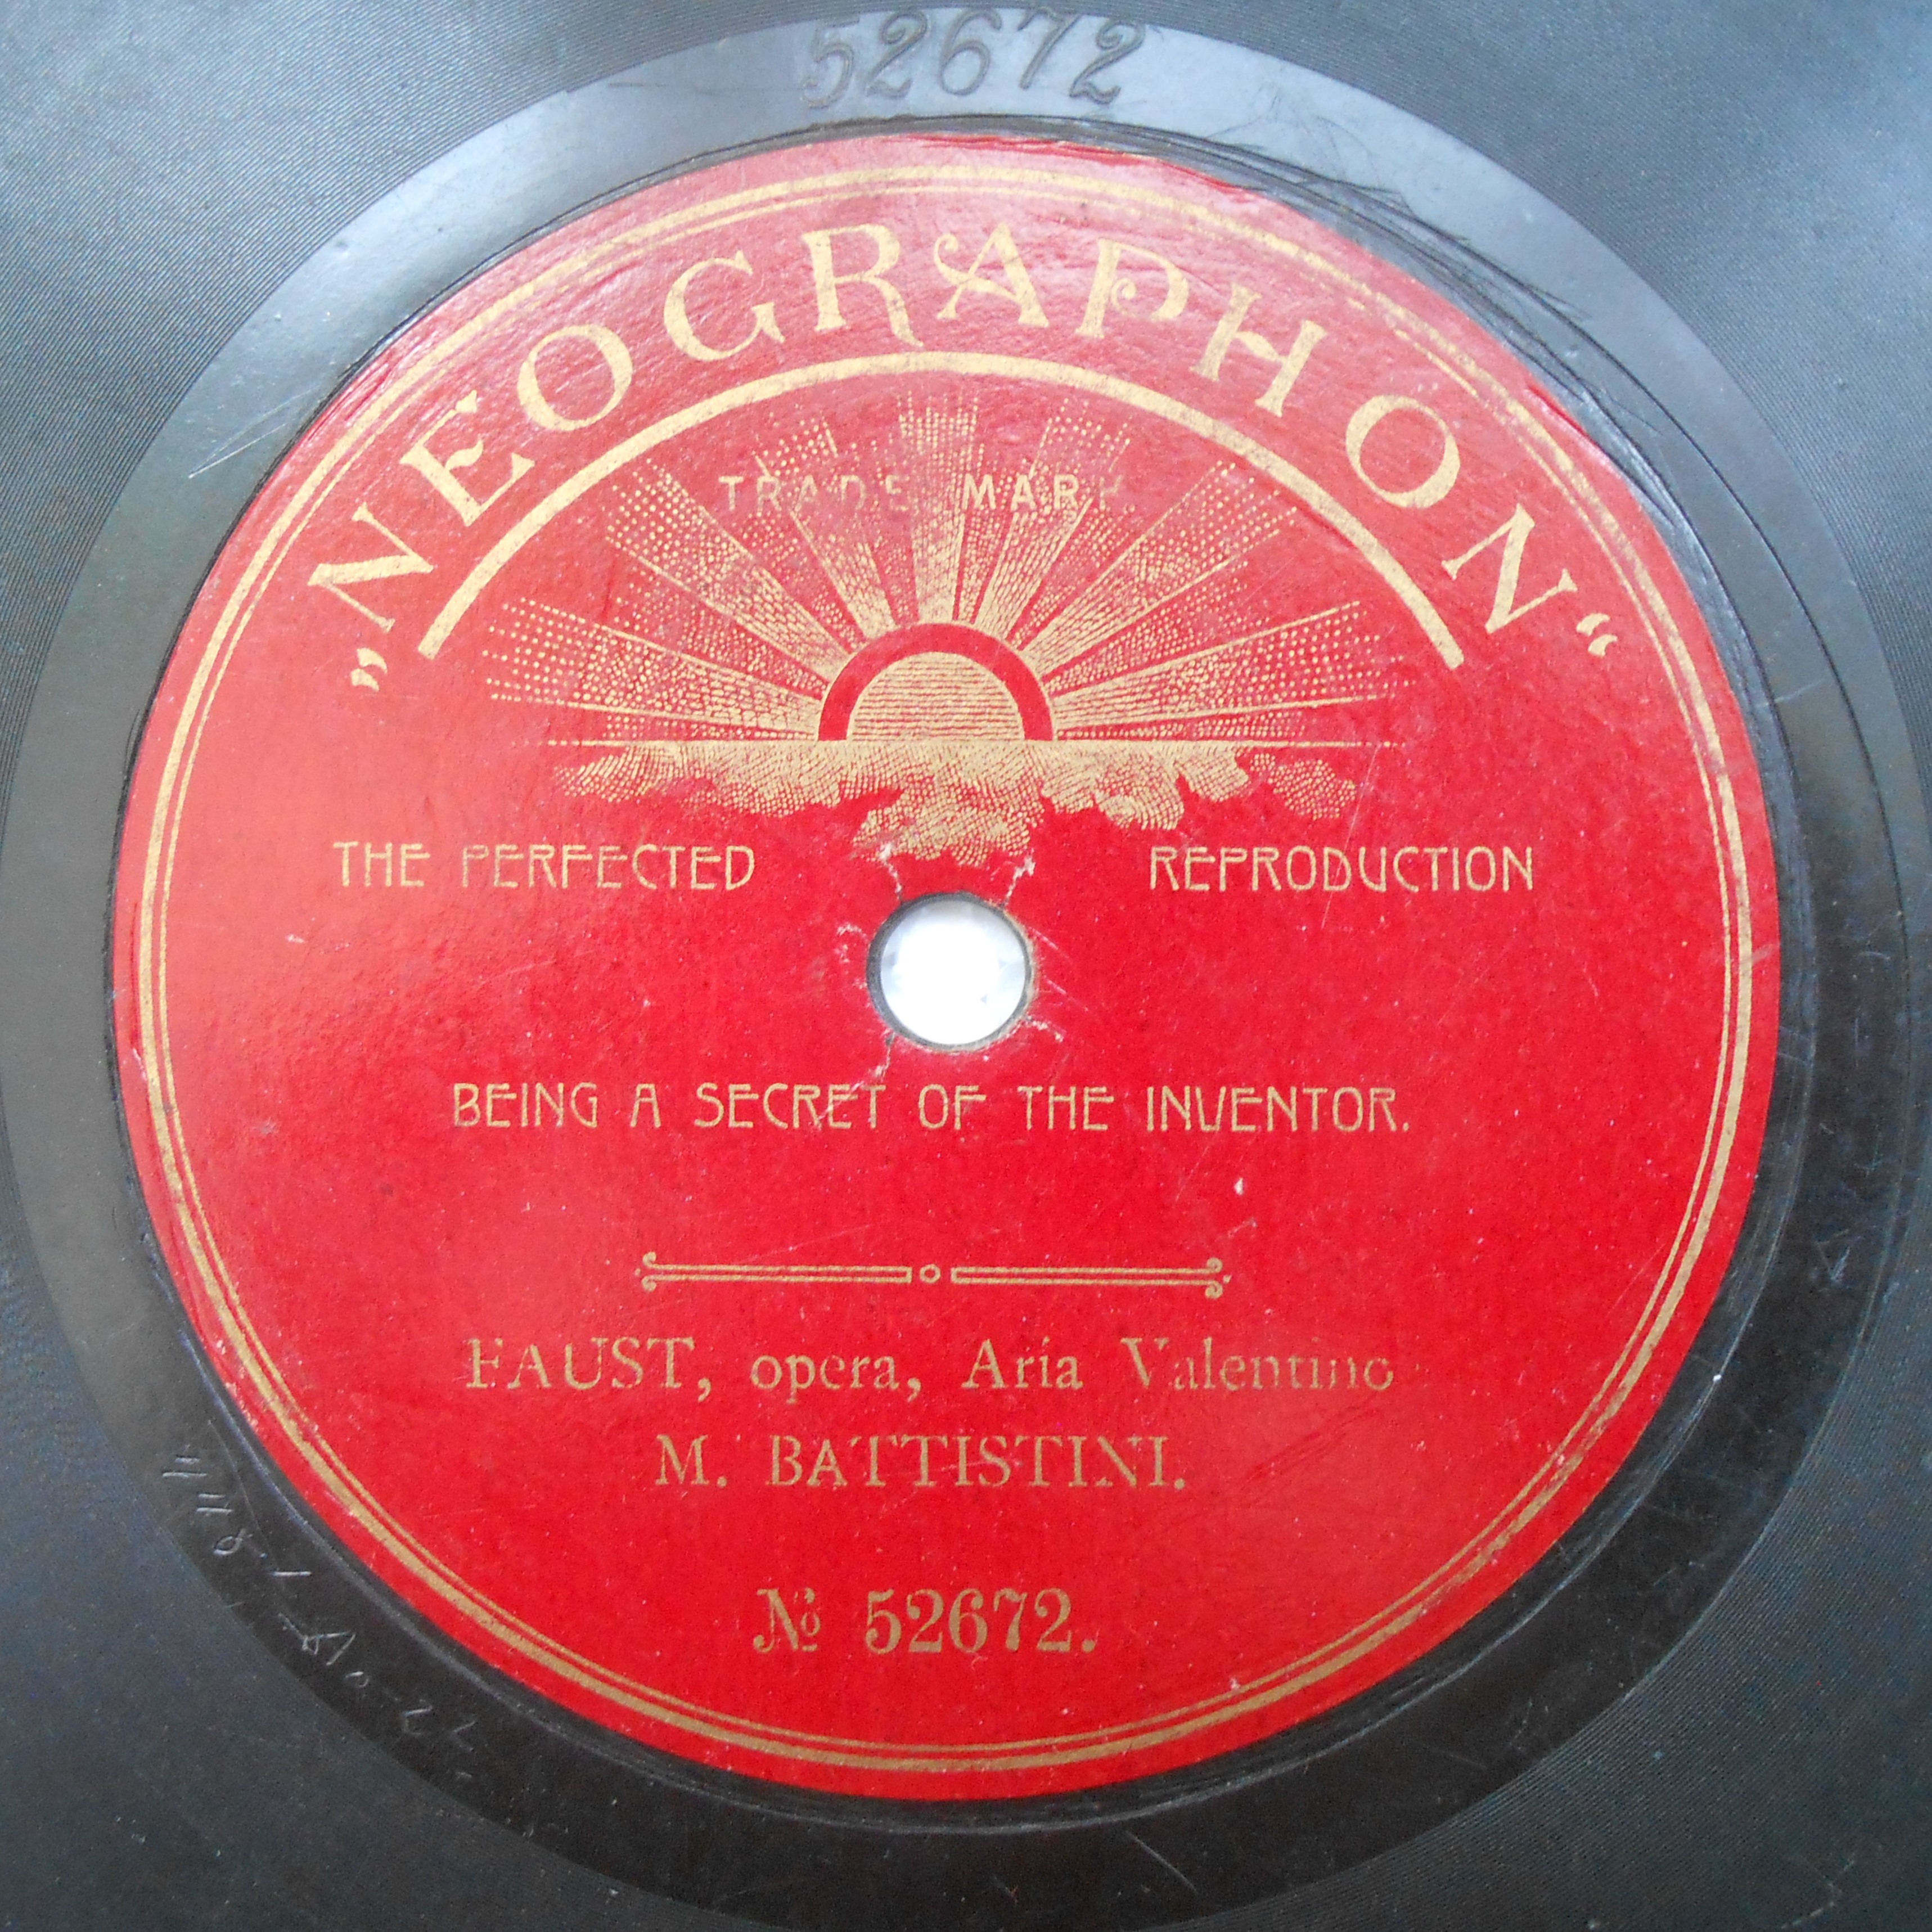 52672
„NEOGRAPHON“
TRADE MARK
THE PERFECTED REPRODUCTION
BEING A SECRET OF THE INVENTOR.
FAUST, opera, Aria Valentino
M. BATTISTINI.
№ 52672.